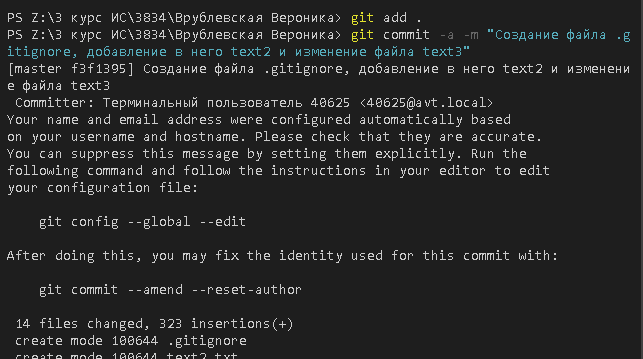 PS Z:\3 курс ИС\3834\Врублевская Вероника> git add .
PS Z:\3 курс ИС\3834\Врублевская Вероника> git commit -a -m "Создание файла .g
itignore, добавление в него text2 и изменение файла text3"
[master f3f1395] Создание файла .gitignore, добавление в него text2 и изменени
е файла text3
 Committer: Терминальный пользователь 40625 <40625@avt.local>
Your name and email address were configured automatically based
on your username and hostname. Please check that they are accurate.
You can suppress this message by setting them explicitly. Run the
following command and follow the instructions in your editor to edit
your configuration file:
    git config --global --edit
After doing this, you may fix the identity used for this commit with:
    git commit --amend --reset-author
 14 files changed, 323 insertions(+)
 create mode 100644 .gitignore
 create mode 100644 text2.txt